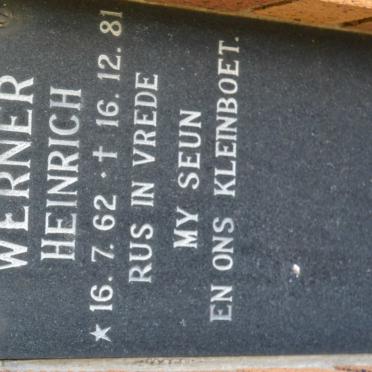 WERNER
HEINRICH
★ 16.7.62 · † 16.12.81
RUS IN VREDE
MY SEUN
EN ONS KLEINBOET.